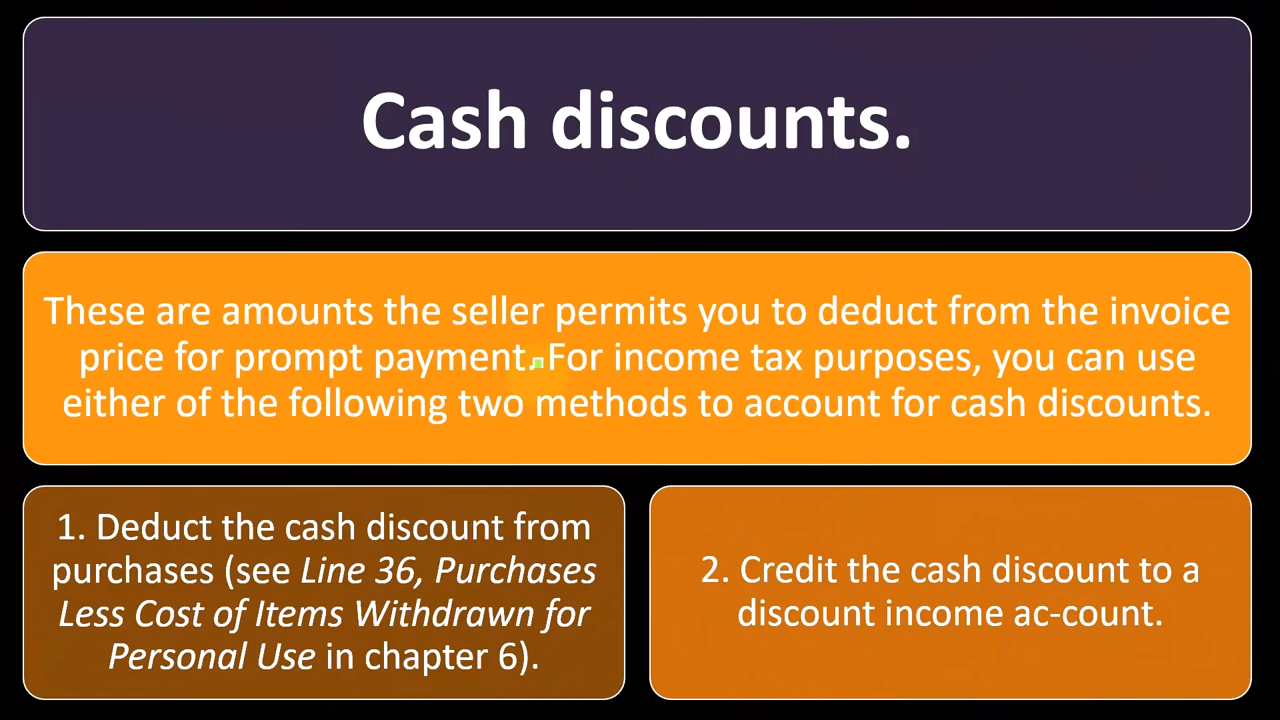 Cash discounts.
These are amounts the seller permits you to deduct from the invoice
price for prompt payment. For income tax purposes, you can use
either of the following two methods to account for cash discounts.
1. Deduct the cash discount from
purchases (see Line 36, Purchases
Less Cost of Items Withdrawn for
Personal Use in chapter 6).
2. Credit the cash discount to a
discount income ac-count.